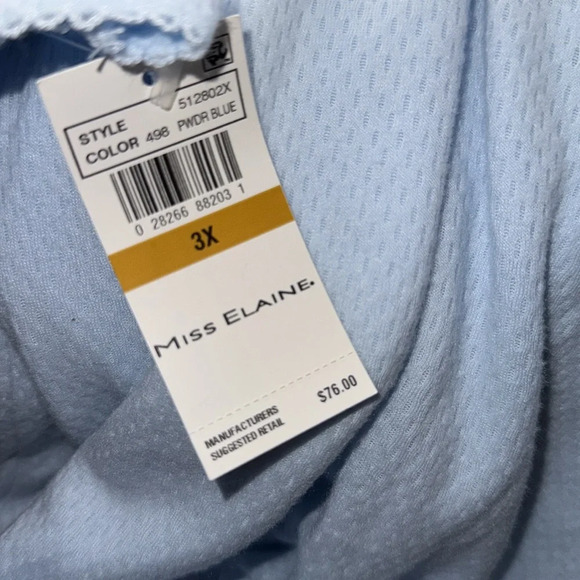 STYLE 512802X
COLOR 498 PWDR BLUE
0 28266 88203 1
3X
MISS ELAINE.
$76.00
MANUFACTURERS
SUGGESTED RETAIL